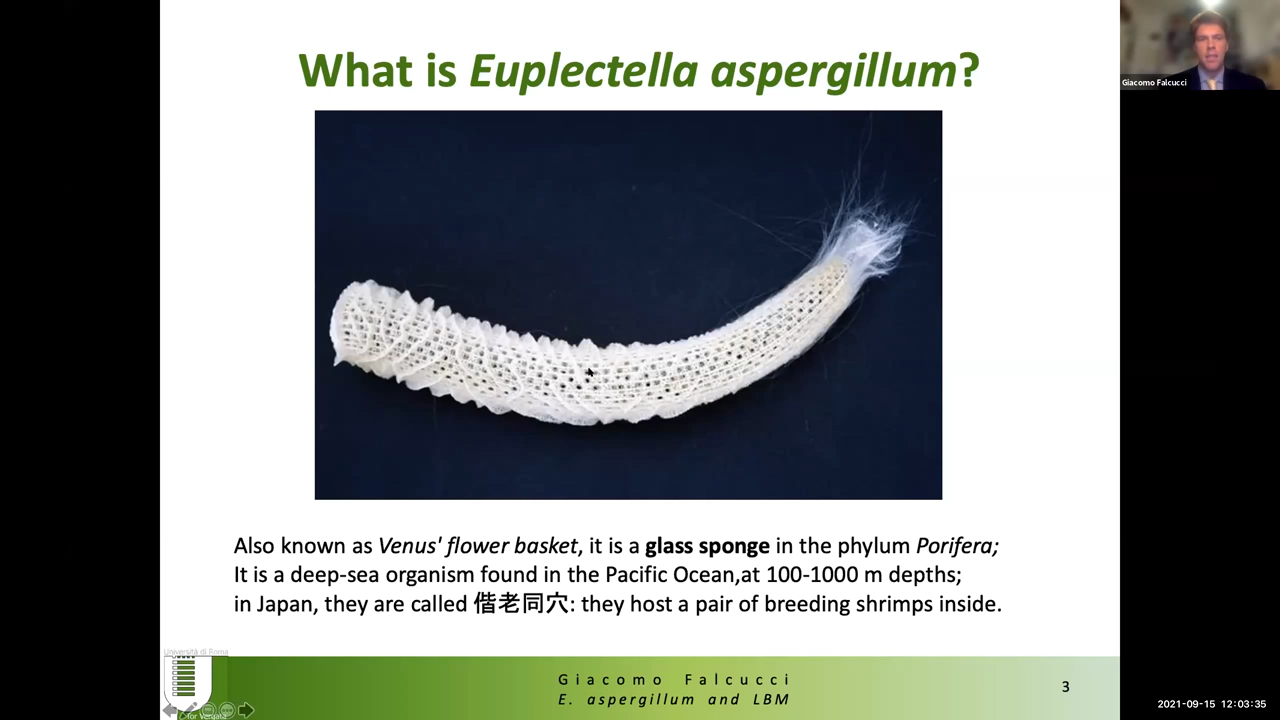 What is Euplectella aspergillum?
Giacomo Falcucci
Also known as Venus' flower basket, it is a glass sponge in the phylum Porifera;
It is a deep-sea organism found in the Pacific Ocean,at 100-1000 m depths;
in Japan, they are called 偕老同穴: they host a pair of breeding shrimps inside.
Università di Roma
Giacomo Falcucci
E. aspergillum and LBM
3
2021-09-15 12:03:35